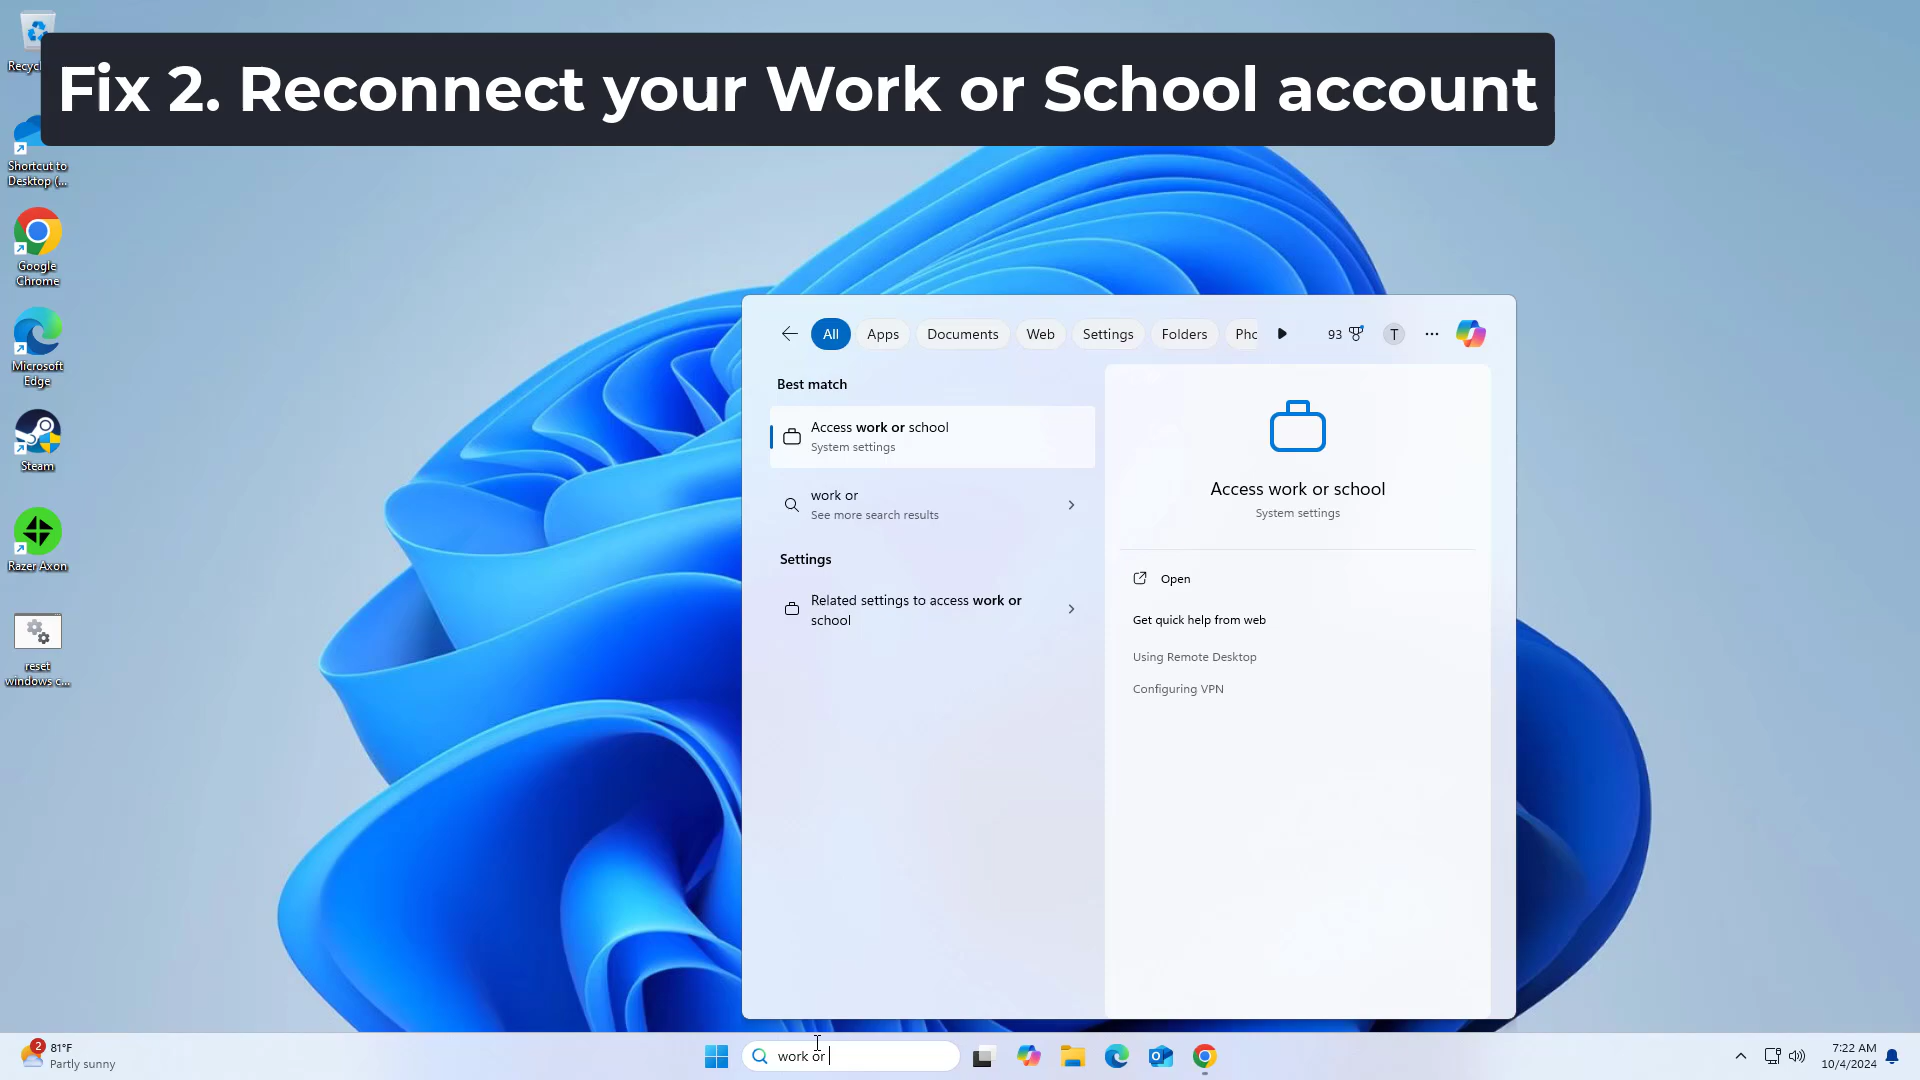 Fix 2. Reconnect your Work or School account
Shortcut to
Desktop (...
Google
Chrome
Microsoft
Edge
Steam
Razer Axon
reset
windows c...
All
Apps
Documents
Web
Settings
Folders
Pho
93
T
Best match
Access work or school
System settings
work or
See more search results
Settings
Related settings to access work or
school
Access work or school
System settings
Open
Get quick help from web
Using Remote Desktop
Configuring VPN
2
81°F
Partly sunny
work or
7:22 AM
10/4/2024